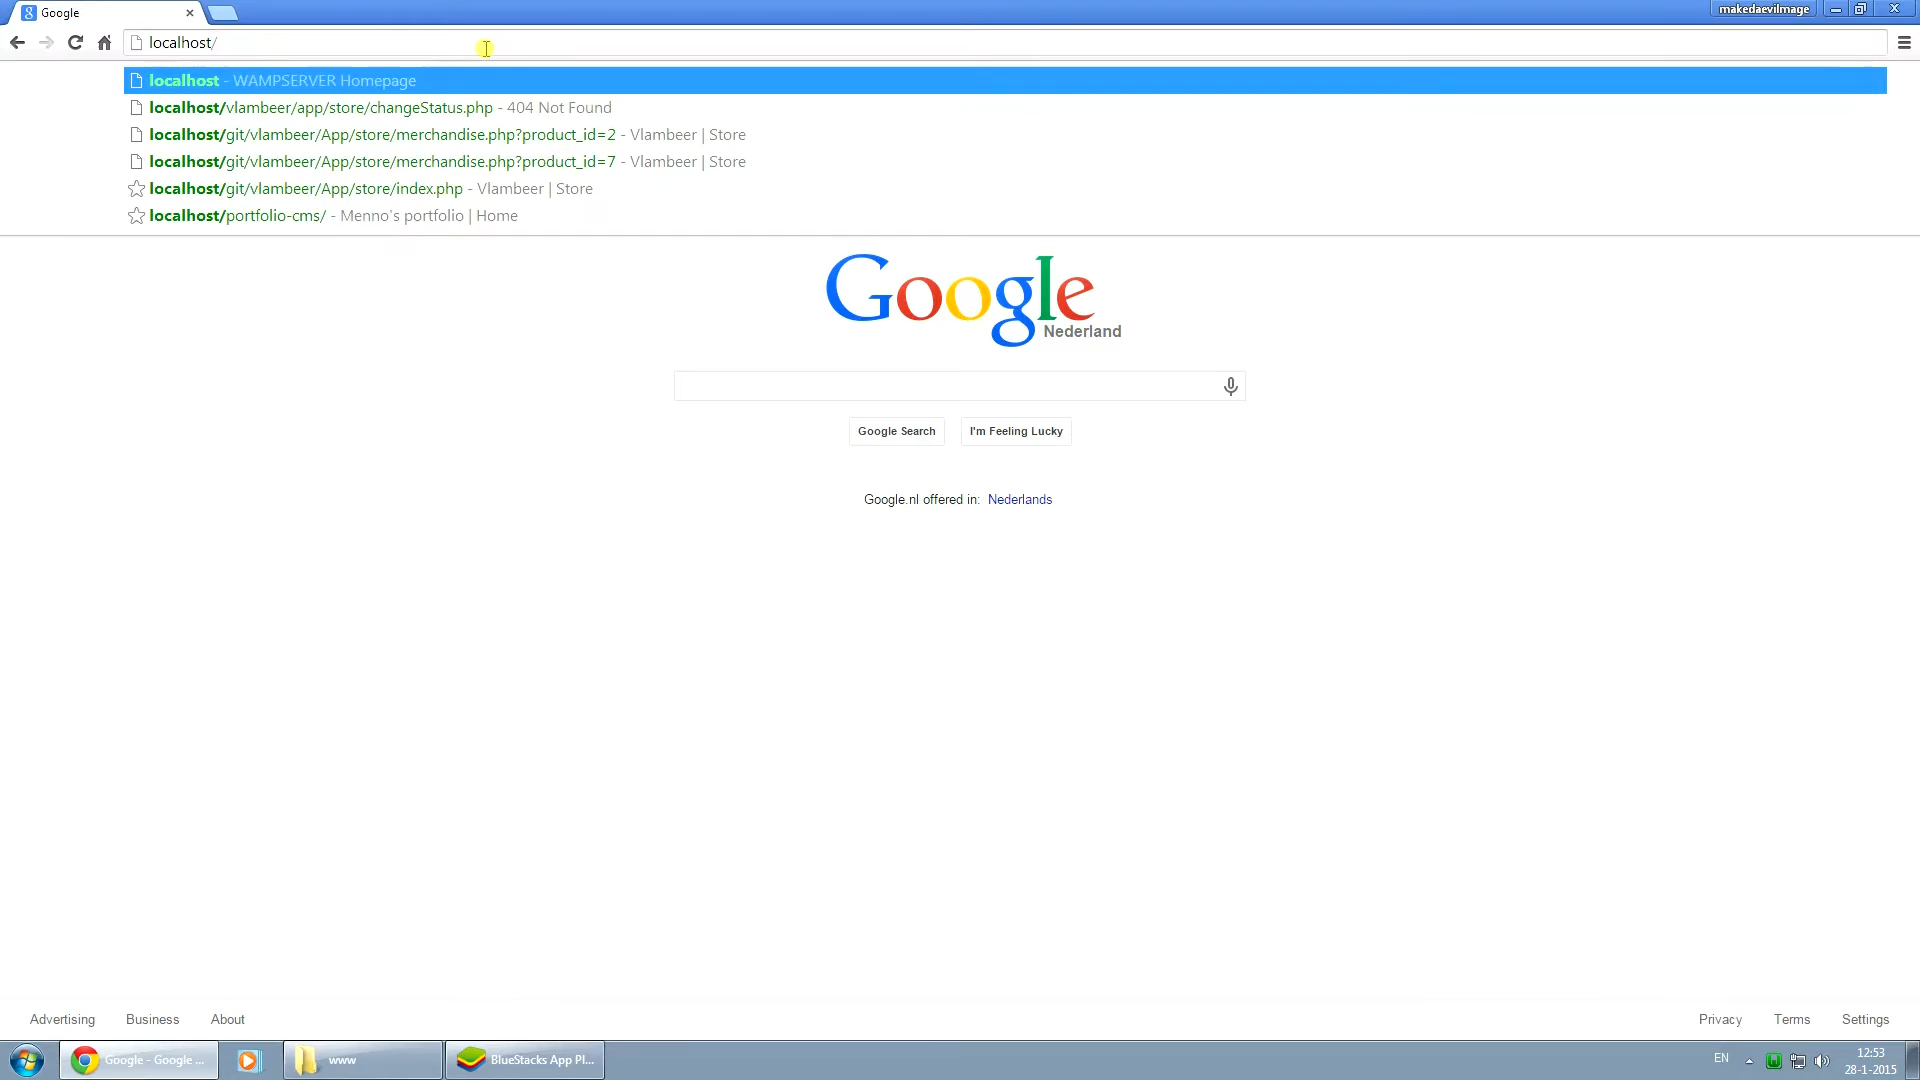 Google
makedaevilmage
localhost/
localhost - WAMPSERVER Homepage
localhost/vlambeer/app/store/changeStatus.php - 404 Not Found
localhost/git/vlambeer/App/store/merchandise.php?product_id=2 - Vlambeer | Store
localhost/git/vlambeer/App/store/merchandise.php?product_id=7 - Vlambeer | Store
localhost/git/vlambeer/App/store/index.php - Vlambeer | Store
localhost/portfolio-cms/ - Menno's portfolio | Home
Google
Nederland
Google Search I'm Feeling Lucky
Google.nl offered in: Nederlands
Advertising Business About Privacy Terms Settings
Google - Google ... www BlueStacks App Pl... EN 12:53
28-1-2015